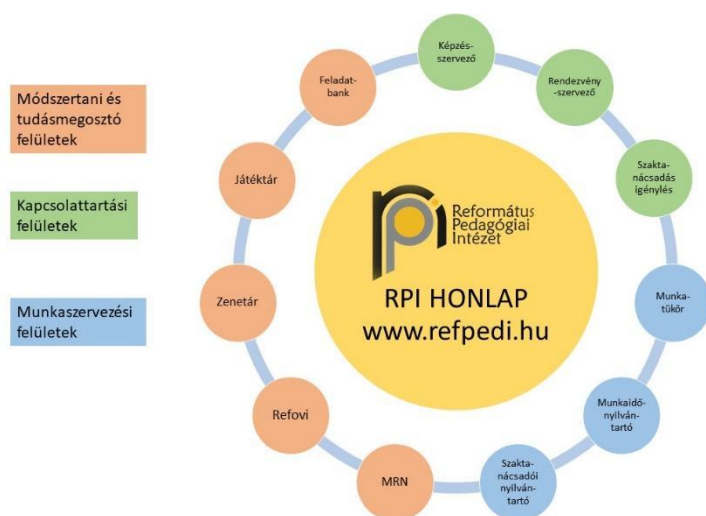 Módszertani és
tudásmegosztó
felületek
Kapcsolattartási
felületek
Munkaszervezési
felületek
Képzés-
szervező
Rendezvény
-szervező
Szakta-
nácsadás
igénylés
Munka-
tükör
Munkaidő-
nyilván-
tartó
Szakta-
nácsadói
nyilván-
tartó
MRN
Refovi
Zenetár
Játéktár
Feladat-
bank
rpi
Református
Pedagógiai
Intézet
RPI HONLAP
www.refpedi.hu